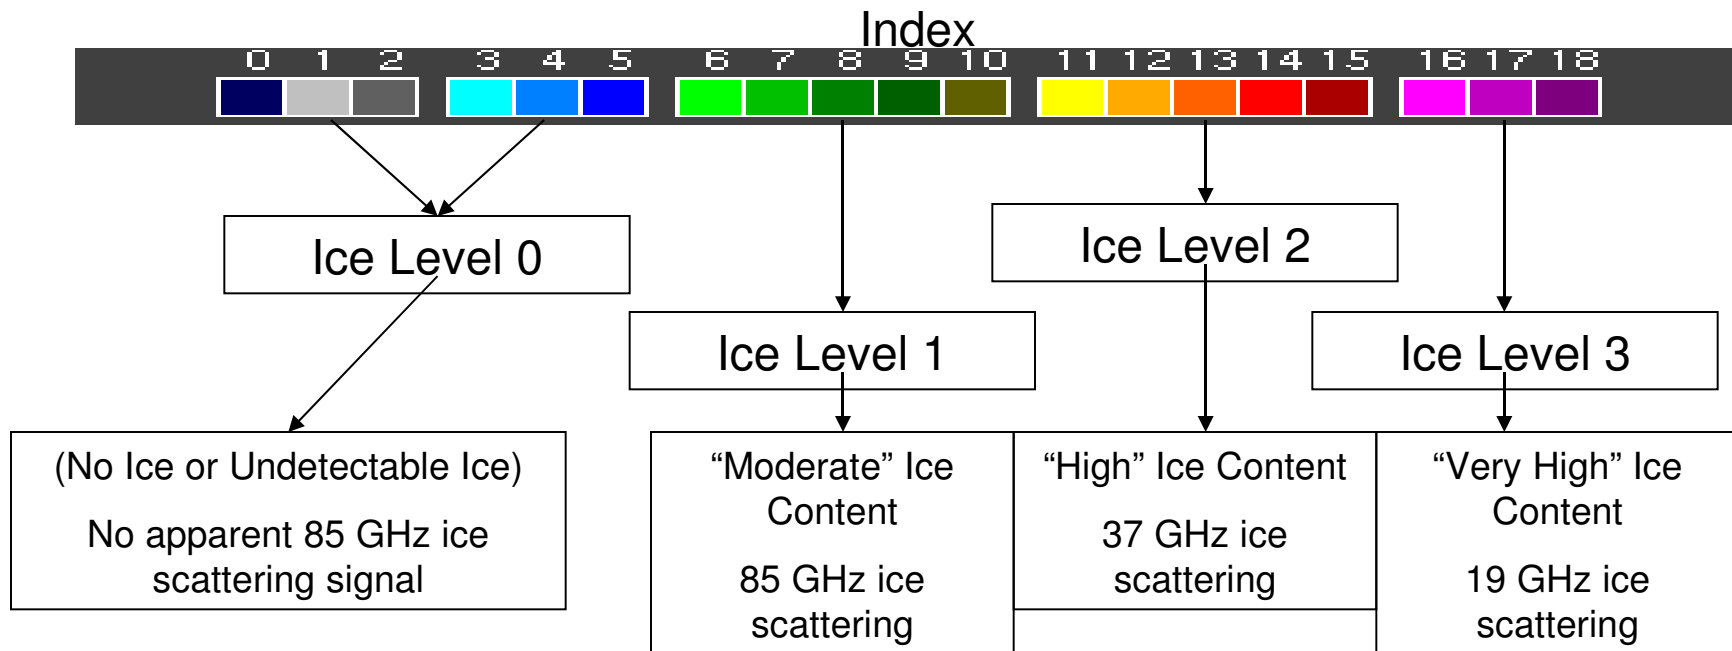 Index
0 1 2 3 4 5 6 7 8 9 10 11 12 13 14 15 16 17 18
Ice Level 0
Ice Level 2
Ice Level 1
Ice Level 3
(No Ice or Undetectable Ice)
No apparent 85 GHz ice
scattering signal
“Moderate” Ice
Content
85 GHz ice
scattering
“High” Ice Content
37 GHz ice
scattering
“Very High” Ice
Content
19 GHz ice
scattering